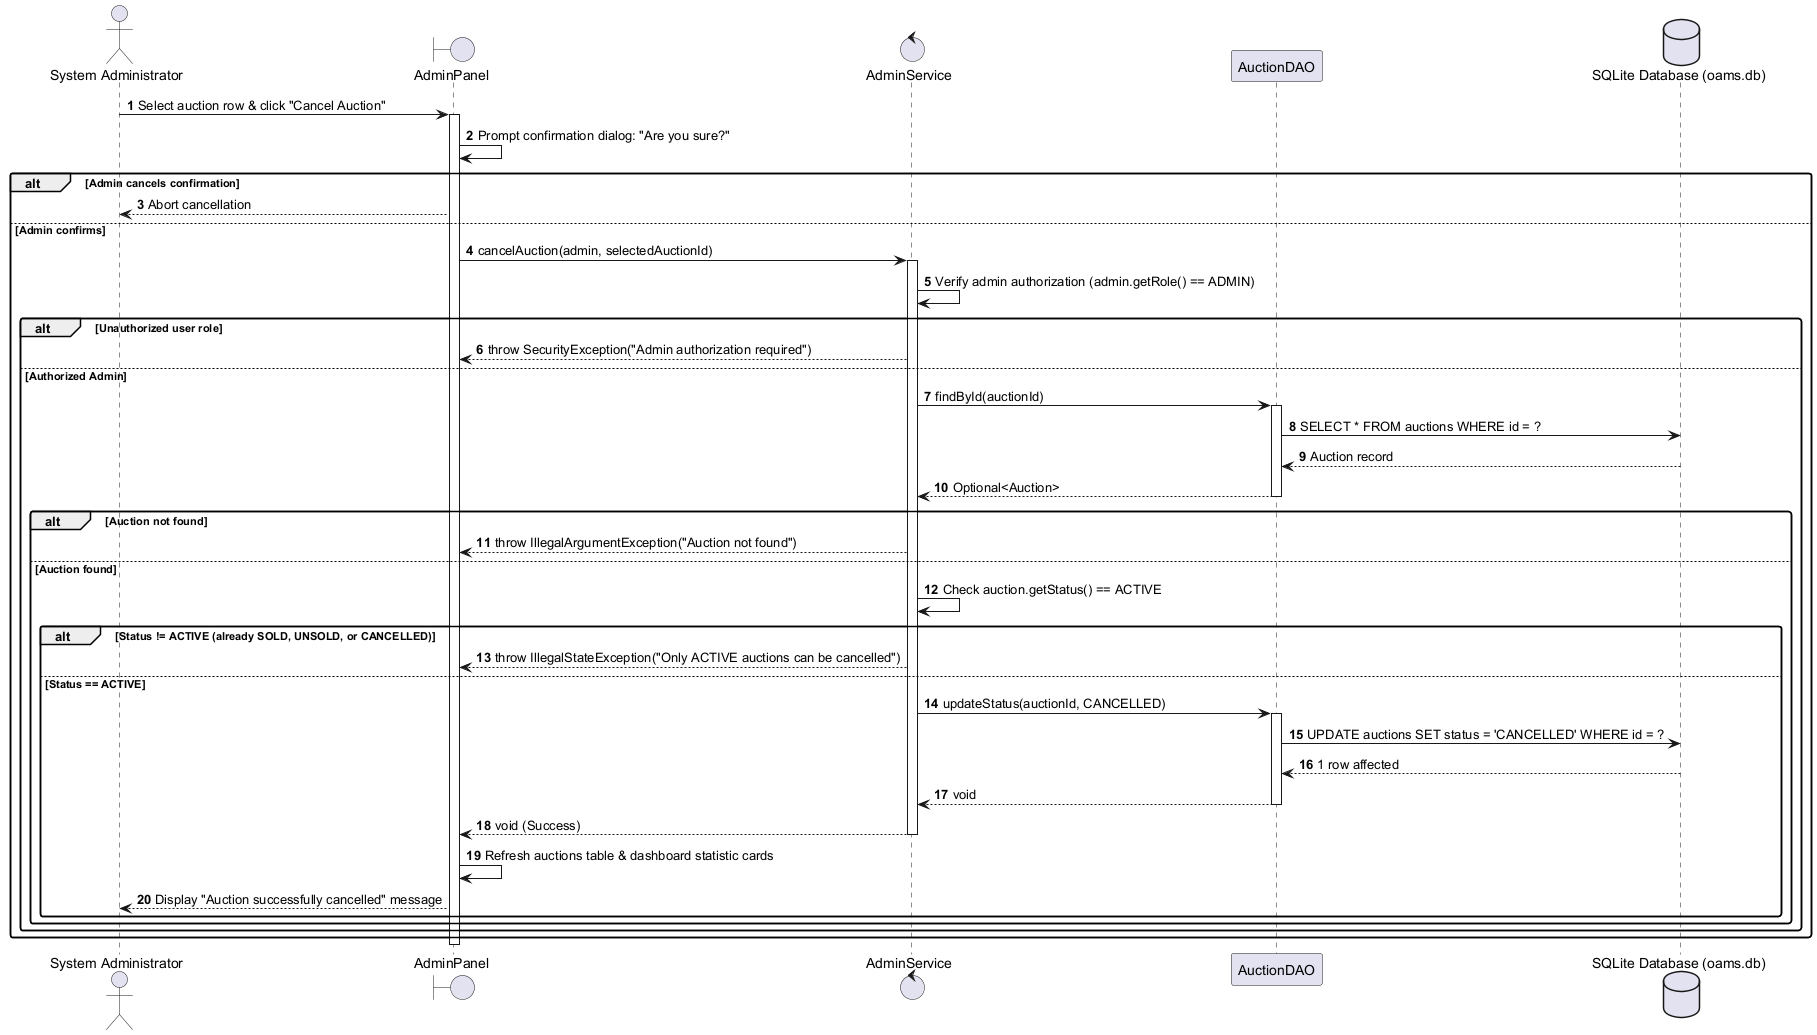 System Administrator
AdminPanel
AdminService
AuctionDAO
SQLite Database (oams.db)
1 Select auction row & click "Cancel Auction"
2 Prompt confirmation dialog: "Are you sure?"
alt [Admin cancels confirmation]
3 Abort cancellation
[Admin confirms]
4 cancelAuction(admin, selectedAuctionId)
5 Verify admin authorization (admin.getRole() == ADMIN)
alt [Unauthorized user role]
6 throw SecurityException("Admin authorization required")
[Authorized Admin]
7 findById(auctionId)
8 SELECT * FROM auctions WHERE id = ?
9 Auction record
10 Optional<Auction>
alt [Auction not found]
11 throw IllegalArgumentException("Auction not found")
[Auction found]
12 Check auction.getStatus() == ACTIVE
alt [Status != ACTIVE (already SOLD, UNSOLD, or CANCELLED)]
13 throw IllegalStateException("Only ACTIVE auctions can be cancelled")
[Status == ACTIVE]
14 updateStatus(auctionId, CANCELLED)
15 UPDATE auctions SET status = 'CANCELLED' WHERE id = ?
16 1 row affected
17 void
18 void (Success)
19 Refresh auctions table & dashboard statistic cards
20 Display "Auction successfully cancelled" message
System Administrator
AdminPanel
AdminService
AuctionDAO
SQLite Database (oams.db)